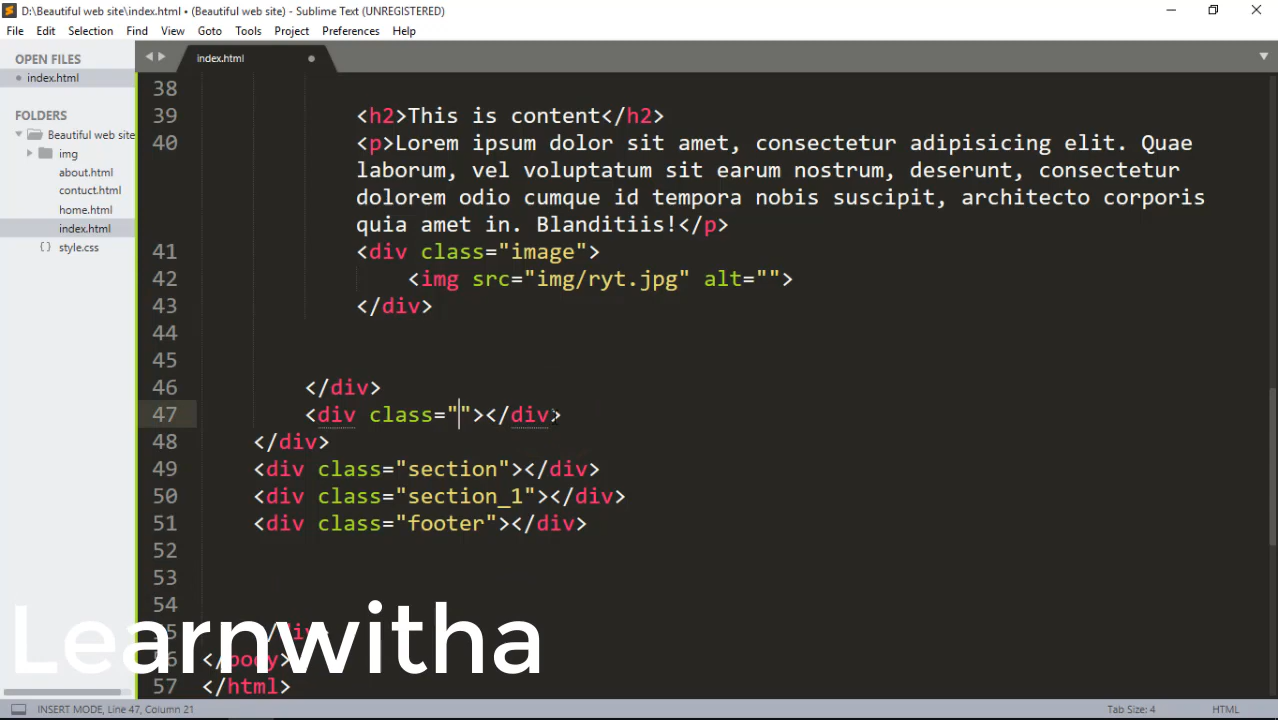 D:\Beautiful web site\index.html • (Beautiful web site) - Sublime Text (UNREGISTERED)
File Edit Selection Find View Goto Tools Project Preferences Help
OPEN FILES
index.html
FOLDERS
Beautiful web site
img
about.html
contuct.html
home.html
index.html
{} style.css
index.html
38
39 <h2>This is content</h2>
40 <p>Lorem ipsum dolor sit amet, consectetur adipisicing elit. Quae
laborum, vel voluptatum sit earum nostrum, deserunt, consectetur
dolorem odio cumque id tempora nobis suscipit, architecto corporis
quia amet in. Blanditiis!</p>
41 <div class="image">
42 <img src="img/ryt.jpg" alt="">
43 </div>
44
45
46 </div>
47 <div class=""></div>
48 </div>
49 <div class="section"></div>
50 <div class="section_1"></div>
51 <div class="footer"></div>
52
53
54
56 </body>
57 </html>
Learnwitha
INSERT MODE, Line 47, Column 21
Tab Size: 4
HTML